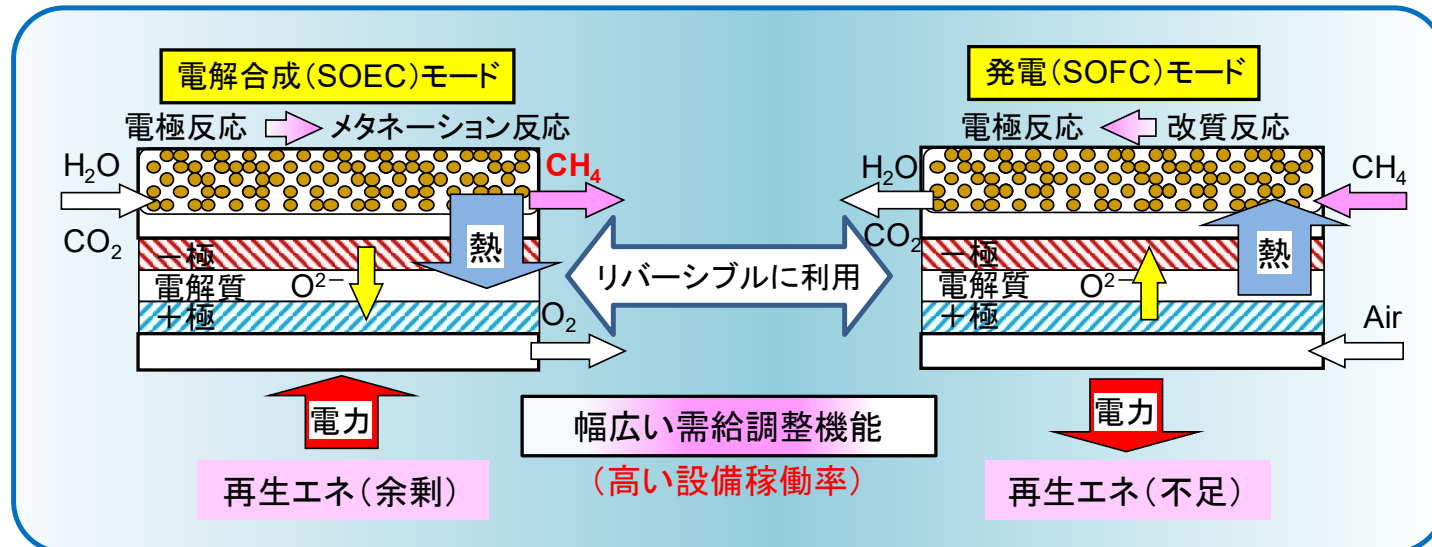 電解合成(SOEC)モード
電極反応 メタネーション反応
H₂O
CH₄
CO₂
熱
－極
電解質 O²⁻
＋極
O₂
電力
再生エネ(余剰)
リバーシブルに利用
幅広い需給調整機能
(高い設備稼働率)
発電(SOFC)モード
電極反応 改質反応
H₂O
CH₄
CO₂
熱
－極
電解質 O²⁻
＋極
Air
電力
再生エネ(不足)